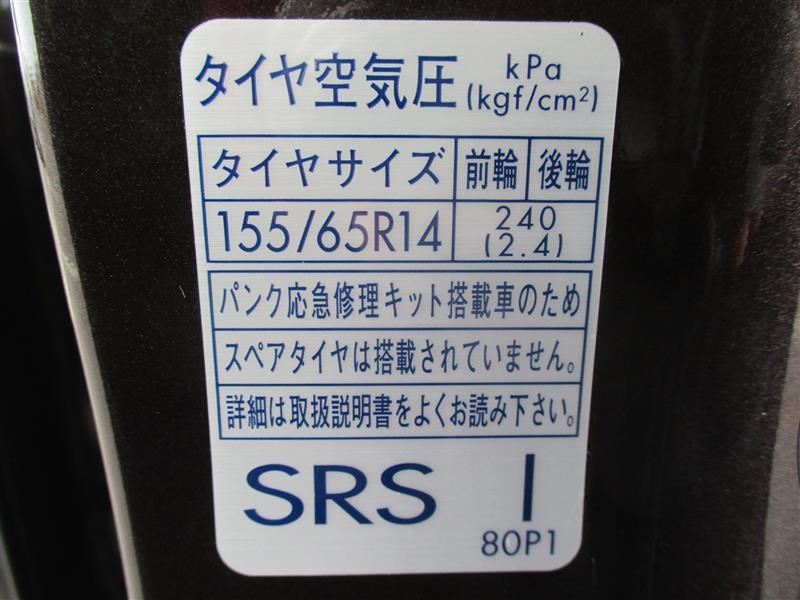 タイヤ空気圧 kPa
(kgf/cm²)
タイヤサイズ 前輪 後輪
155/65R14 240
(2.4)
パンク応急修理キット搭載車のため
スペアタイヤは搭載されていません。
詳細は取扱説明書をよくお読み下さい。
SRS I
80P1